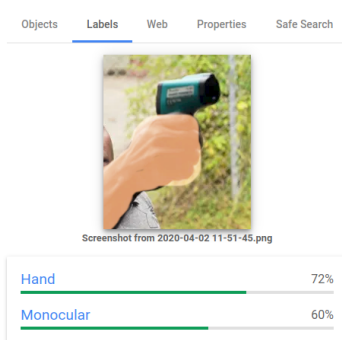 Objects Labels Web Properties Safe Search
Screenshot from 2020-04-02 11-51-45.png
Hand 72%
Monocular 60%